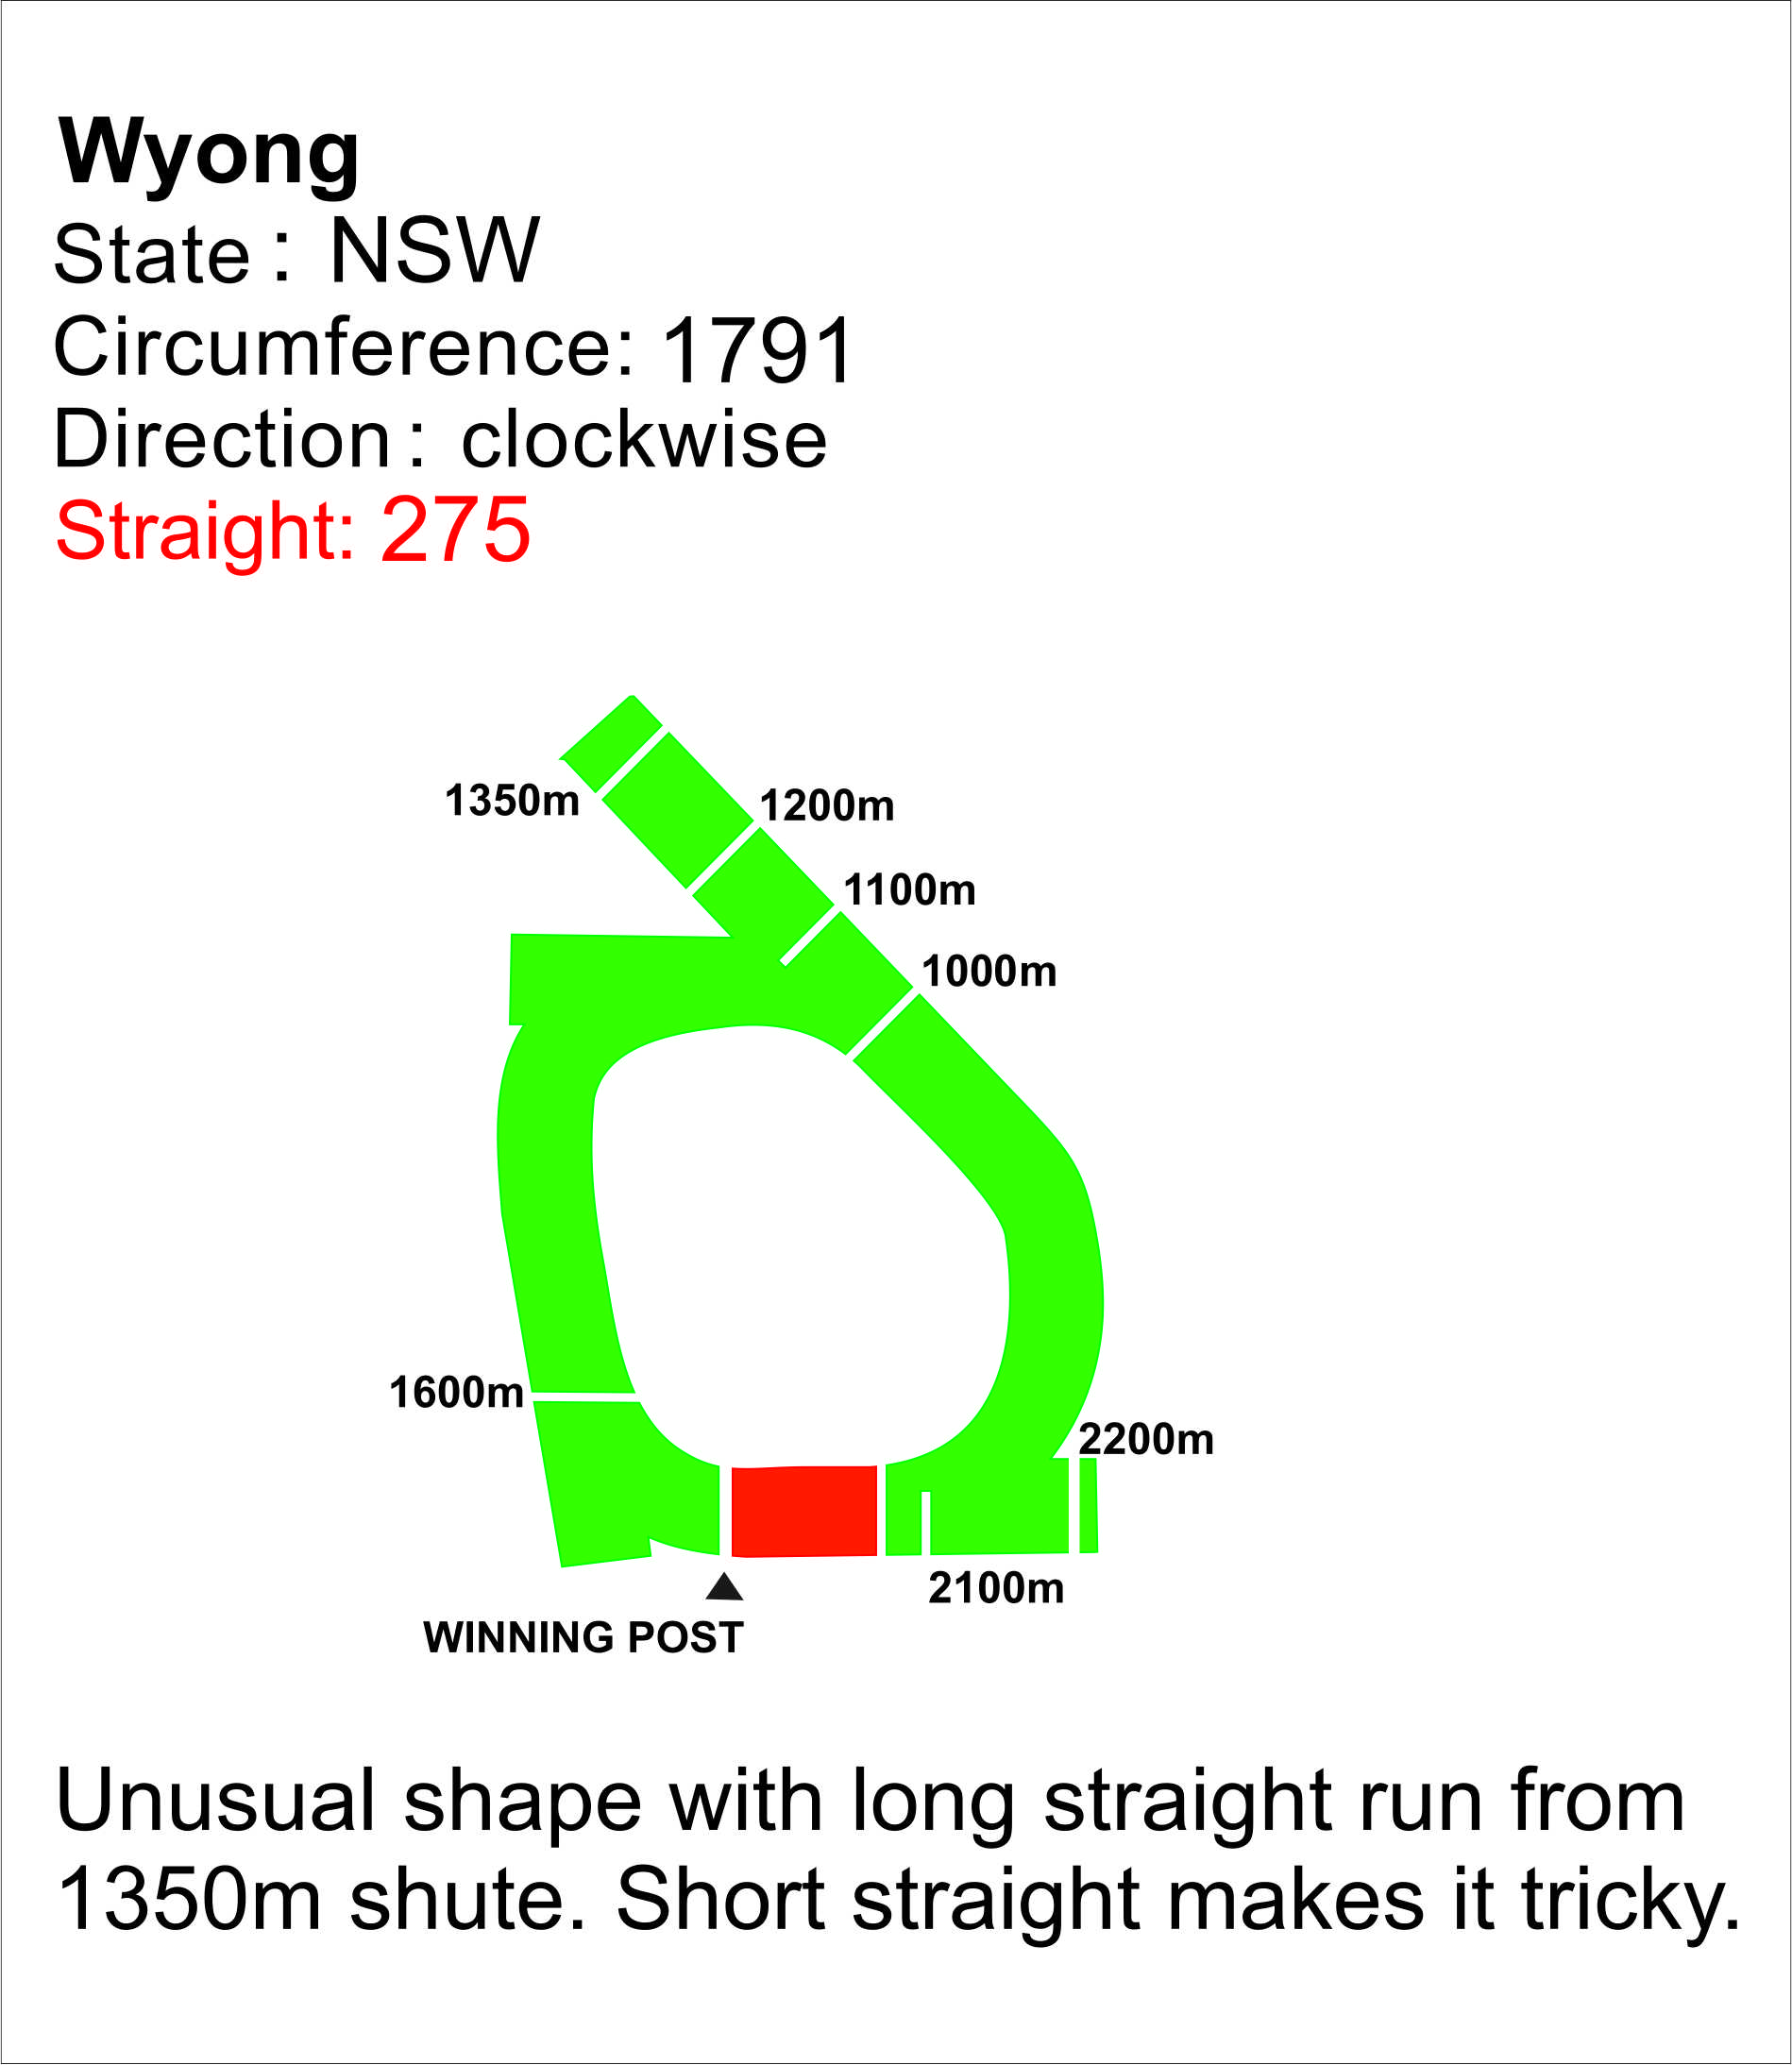 Wyong
State : NSW
Circumference: 1791
Direction : clockwise
Straight: 275
1350m
1200m
1100m
1000m
1600m
2200m
2100m
WINNING POST
Unusual shape with long straight run from
1350m shute. Short straight makes it tricky.